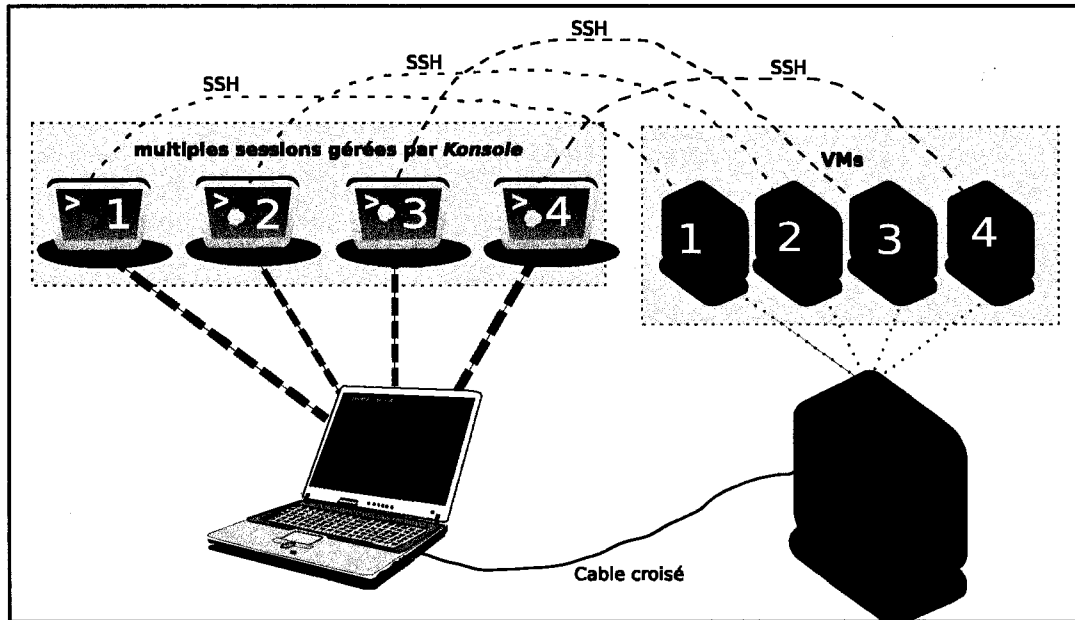 SSH
SSH
SSH
SSH
multiples sessions gérées par Konsole
VMs
> 1
> 2
> 3
> 4
1
2
3
4
Cable croisé